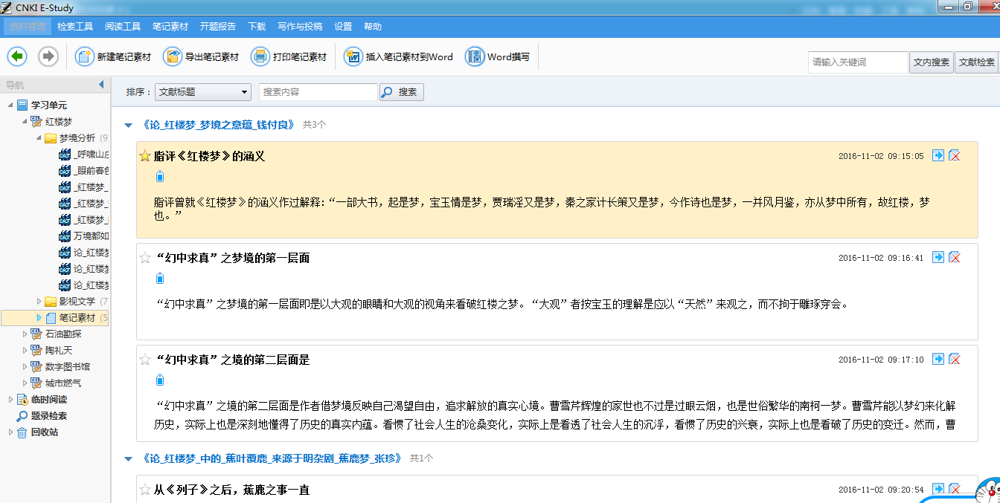 CNKI E-Study
资料管理 检索工具 阅读工具 笔记素材 开题报告 下载 写作与投稿 设置 帮助
新建笔记素材 导出笔记素材 打印笔记素材 插入笔记素材到Word Word撰写 请输入关键词 文内搜索 文献检索
导航
排序： 文献标题 搜索内容 搜索
学习单元
红楼梦
梦境分析 (9
_呼啸山庄
_眼前春色
_红楼梦_
_红楼梦_
_红楼梦_
万境都如
论_红楼梦
论_红楼梦
论_红楼梦
影视文学 (7
笔记素材 (5
石油勘探
陶礼天
数字图书馆
城市燃气
临时阅读
题录检索
回收站
《论_红楼梦_梦境之意蕴_钱付良》 共3个
脂评《红楼梦》的涵义 2016-11-02 09:15:05
脂评曾就《红楼梦》的涵义作过解释：“一部大书，起是梦，宝玉情是梦，贾瑞淫又是梦，秦之家计长策又是梦，今作诗也是梦，一并风月鉴，亦从梦中所有，故红楼，梦
也。”
“幻中求真”之梦境的第一层面 2016-11-02 09:16:41
“幻中求真”之梦境的第一层面即是以大观的眼睛和大观的视角来看破红楼之梦。“大观”者按宝玉的理解是应以“天然”来观之，而不拘于雕琢穿会。
“幻中求真”之境的第二层面是 2016-11-02 09:17:10
“幻中求真”之境的第二层面是作者借梦境反映自己渴望自由，追求解放的真实心境。曹雪芹辉煌的家世也不过是过眼云烟，也是世俗繁华的南柯一梦。曹雪芹能以梦幻来化解
历史，实际上也是深刻地懂得了历史的真实内蕴。看惯了社会人生的沧桑变化，实际上是看透了社会人生的沉浮，看惯了历史的兴衰，实际上也是看破了历史的变迁。然而，曹
《论_红楼梦_中的_蕉叶覆鹿_来源于明杂剧_蕉鹿梦_张珍》 共1个
从《列子》之后，蕉鹿之事一直 2016-11-02 09:20:54